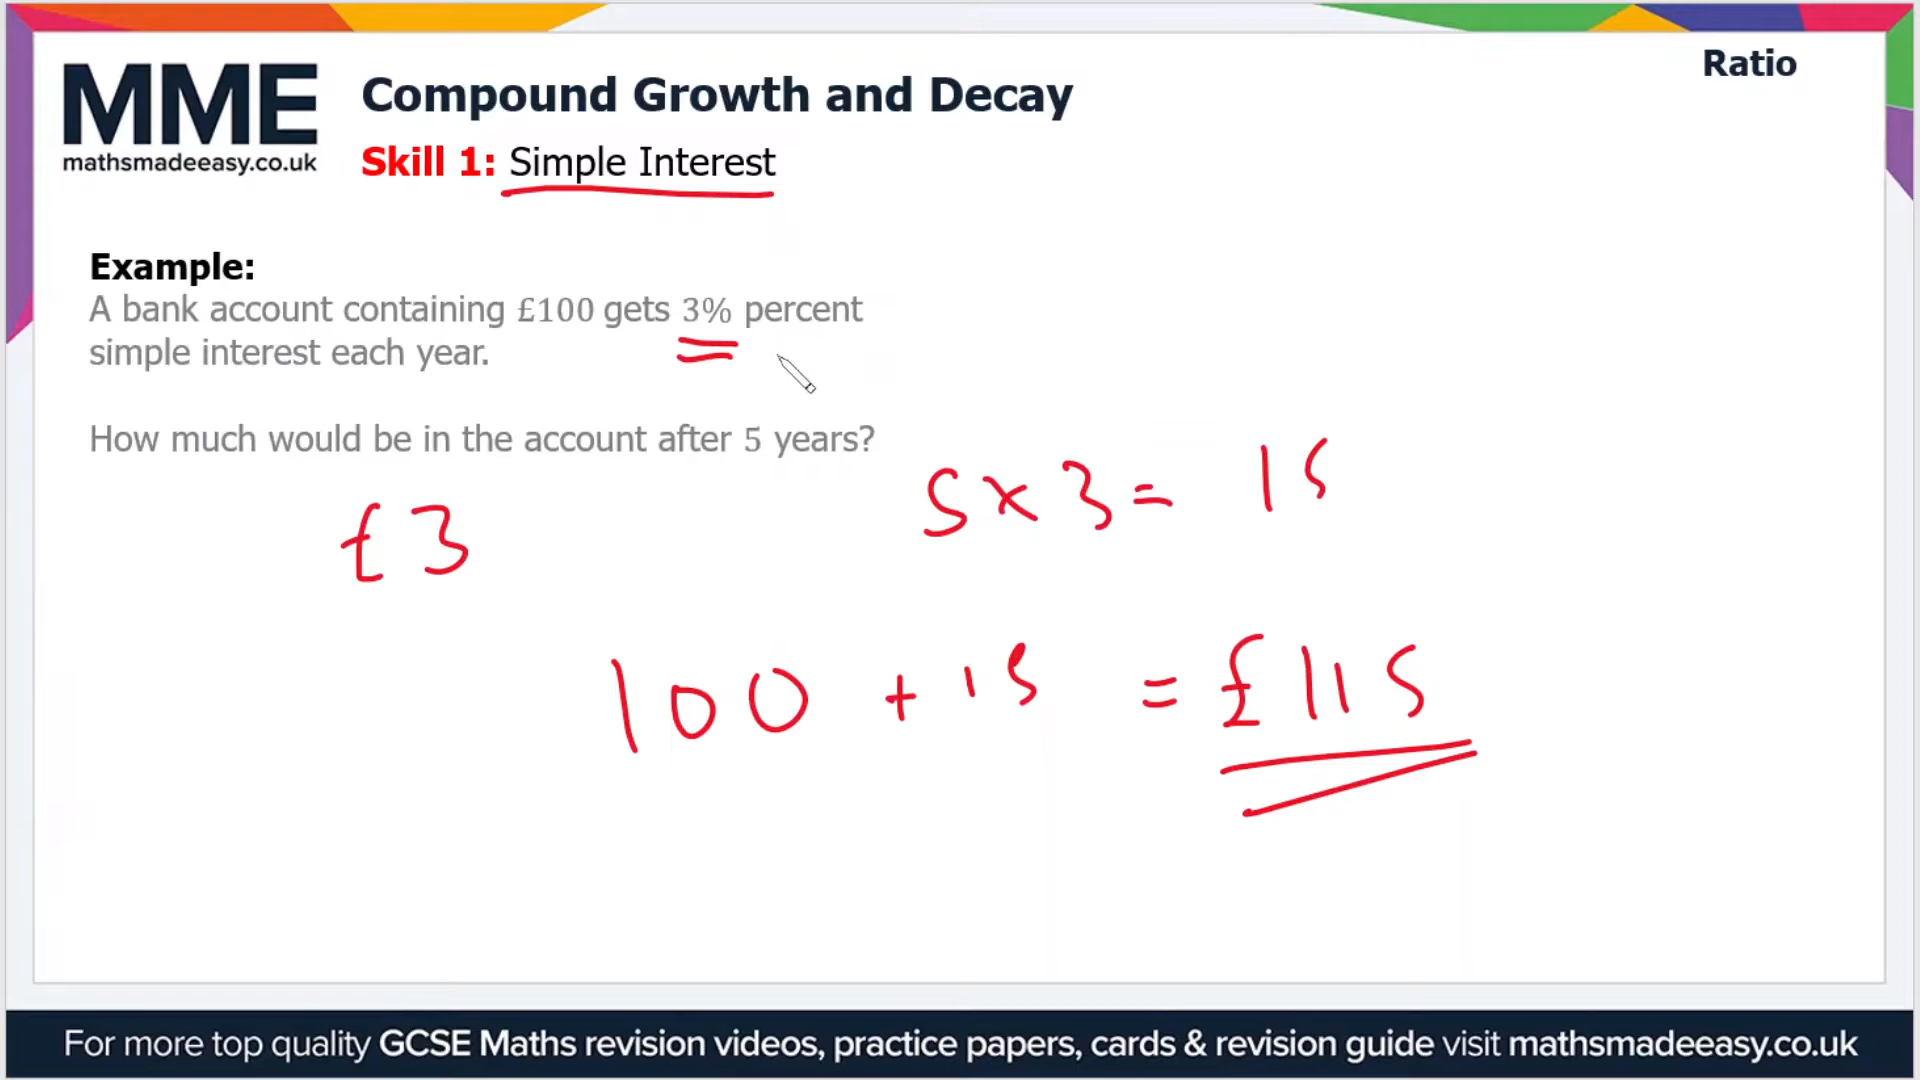 Ratio
MME
mathsmadeeasy.co.uk
Compound Growth and Decay
Skill 1: Simple Interest
Example:
A bank account containing £100 gets 3% percent
simple interest each year.
How much would be in the account after 5 years?
£3
5 x 3 = 15
100 + 15 = £115
For more top quality GCSE Maths revision videos, practice papers, cards & revision guide visit mathsmadeeasy.co.uk